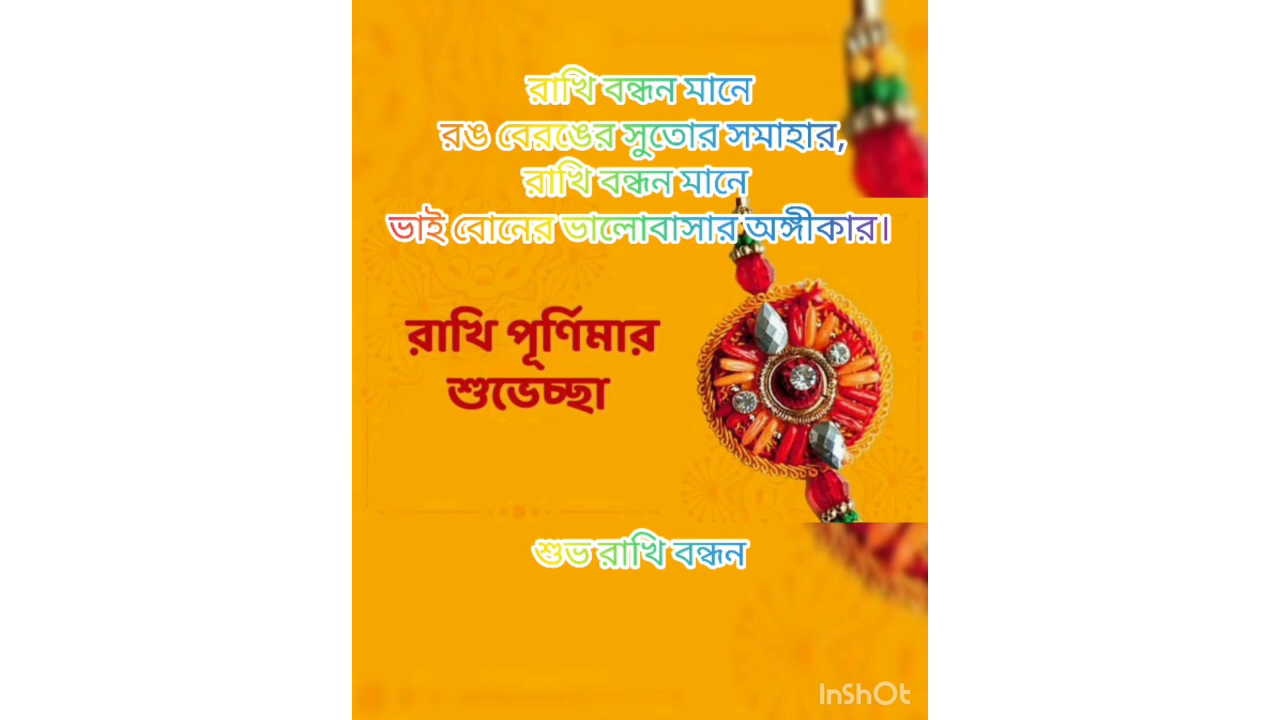 রাখি বন্ধন মানে
রঙ বেরঙের সুতোর সমাহার,
রাখি বন্ধন মানে
ভাই বোনের ভালোবাসার অঙ্গীকার।
রাখি পূর্ণিমার
শুভেচ্ছা
শুভ রাখি বন্ধন
InShOt